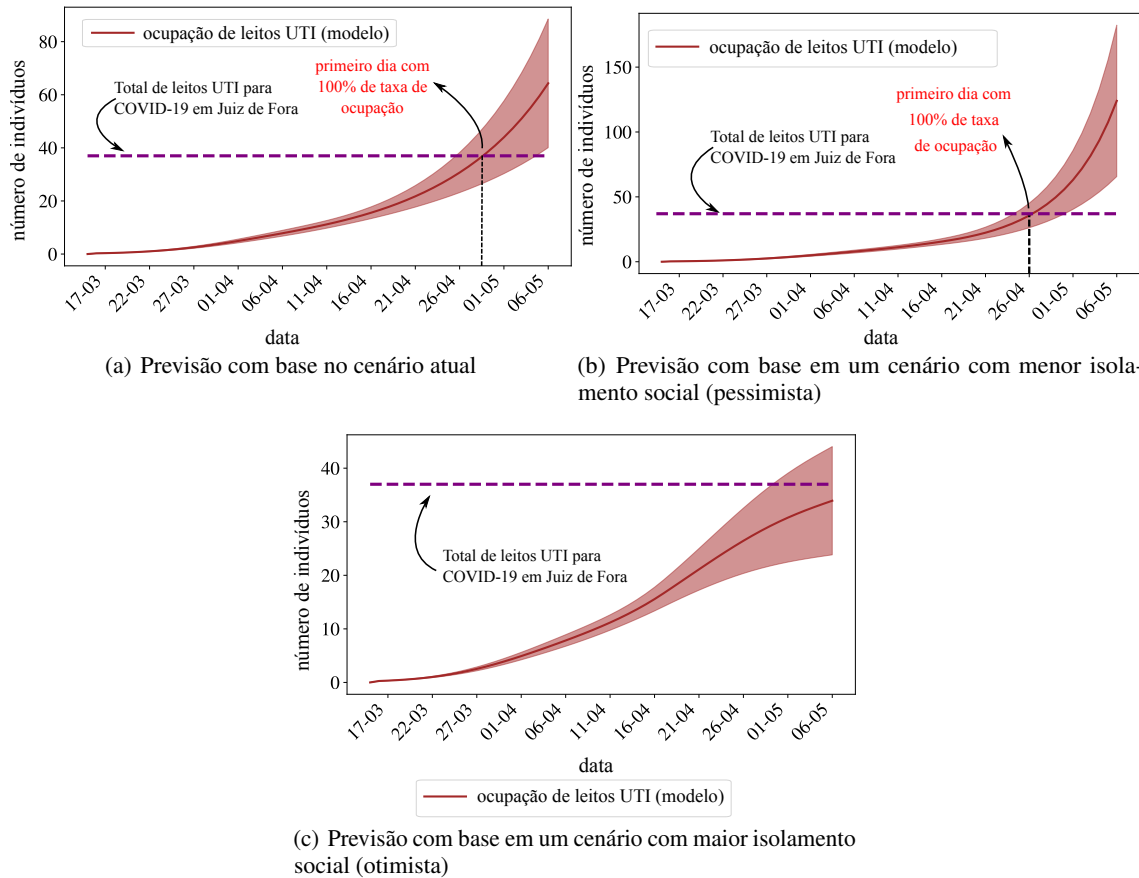 número de indivíduos
80
60
40
20
0
ocupação de leitos UTI (modelo)
Total de leitos UTI para
COVID-19 em Juiz de Fora
primeiro dia com
100% de taxa de
ocupação
17-03
22-03
27-03
01-04
06-04
11-04
16-04
21-04
26-04
01-05
06-05
data
(a) Previsão com base no cenário atual
número de indivíduos
150
100
50
0
ocupação de leitos UTI (modelo)
Total de leitos UTI para
COVID-19 em Juiz de Fora
primeiro dia com
100% de taxa
de ocupação
17-03
22-03
27-03
01-04
06-04
11-04
16-04
21-04
26-04
01-05
06-05
data
(b) Previsão com base em um cenário com menor isola-
mento social (pessimista)
número de indivíduos
40
30
20
10
0
Total de leitos UTI para
COVID-19 em Juiz de Fora
17-03
22-03
27-03
01-04
06-04
11-04
16-04
21-04
26-04
01-05
06-05
data
ocupação de leitos UTI (modelo)
(c) Previsão com base em um cenário com maior isolamento
social (otimista)